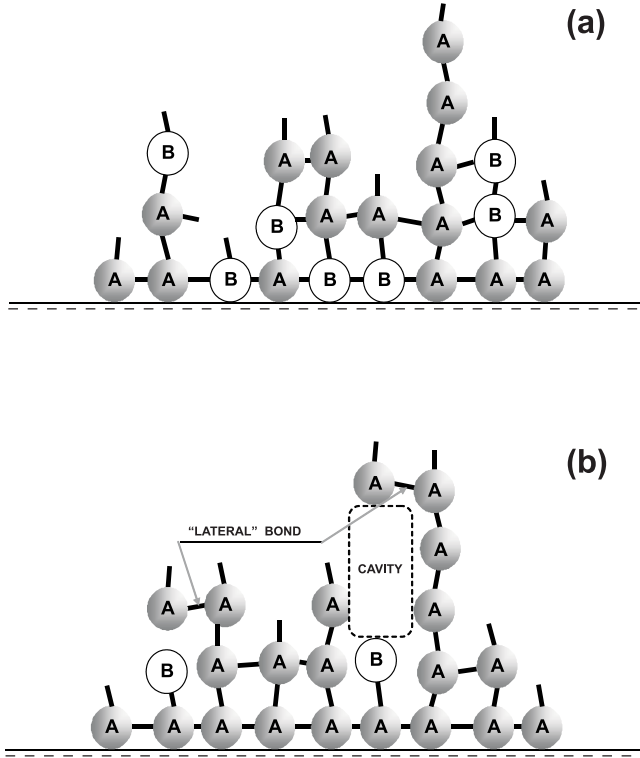 (a)
A
A
B A A A B
A B A A A B A
A A B A B B A A A
(b)
A A
“LATERAL” BOND
A
CAVITY
A A A A
B A A A B A A
A A A A A A A A A